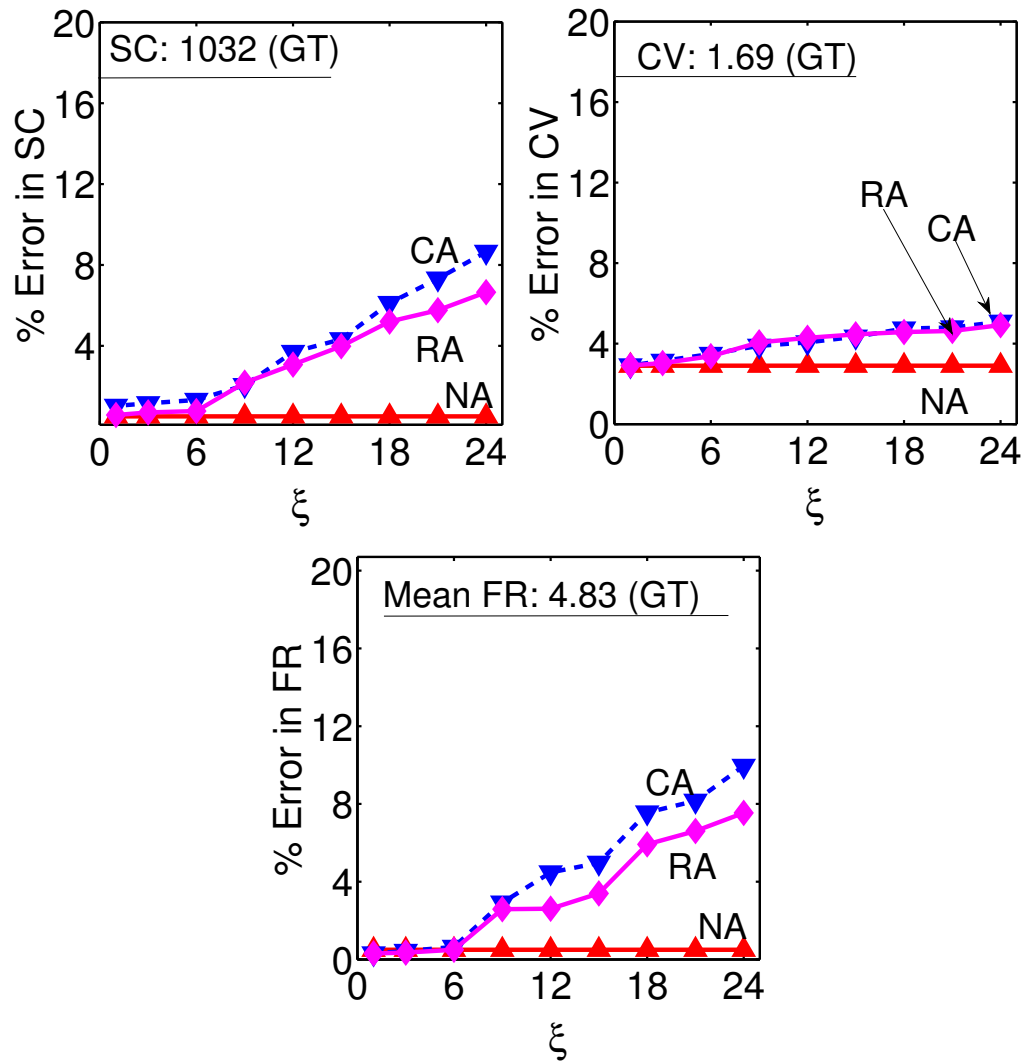 SC: 1032 (GT)
% Error in SC
20
16
12
8
4
0
CA
RA
NA
0 6 12 18 24
ξ
CV: 1.69 (GT)
% Error in CV
20
16
12
8
4
0
RA
CA
NA
0 6 12 18 24
ξ
Mean FR: 4.83 (GT)
% Error in FR
20
16
12
8
4
0
CA
RA
NA
0 6 12 18 24
ξ